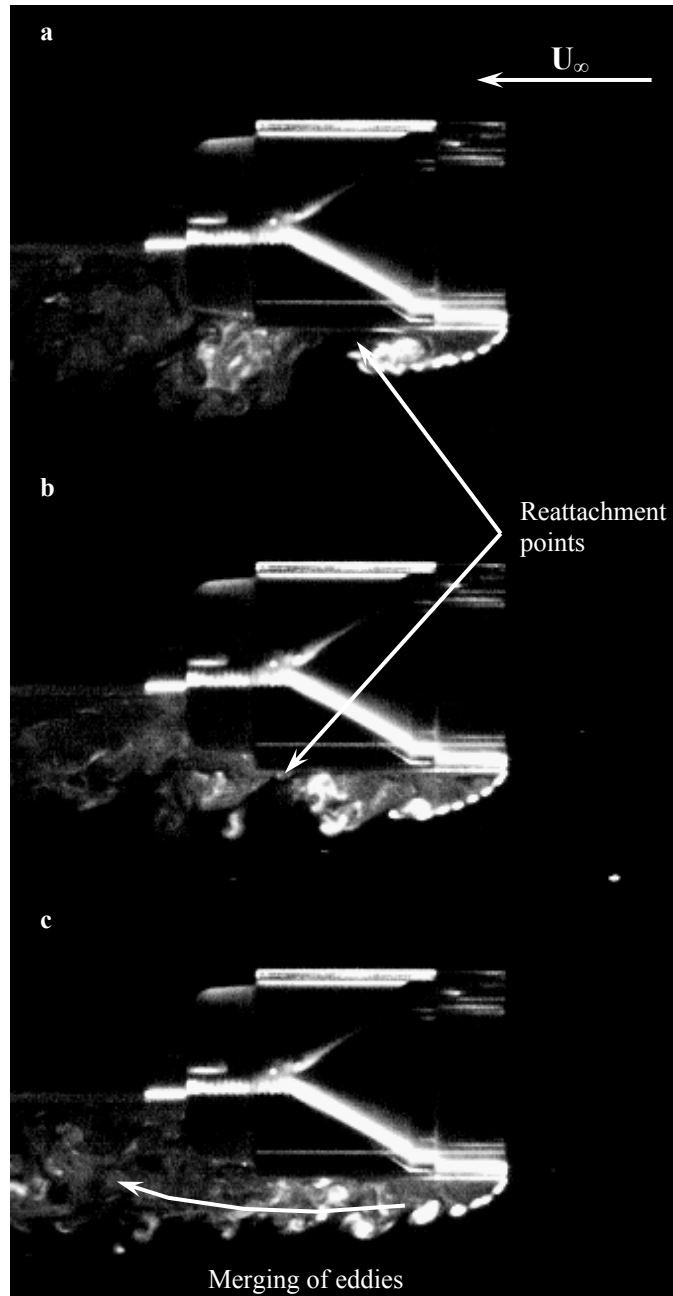 a
U∞
b
Reattachment
points
c
Merging of eddies